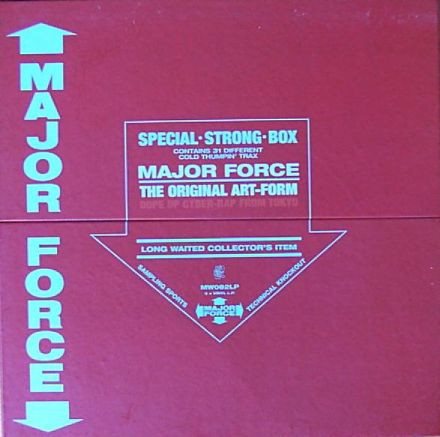 MAJOR FORCE
SPECIAL·STRONG·BOX
CONTAINS 31 DIFFERENT
COLD THUMPIN' TRAX
MAJOR FORCE
THE ORIGINAL ART-FORM
DOPE UP CYBER-RAP FROM TOKYO
LONG WAITED COLLECTOR'S ITEM
SAMPLING SPORTS
TECHNICAL KNOCKOUT
MW082LP
MAJOR
FORCE